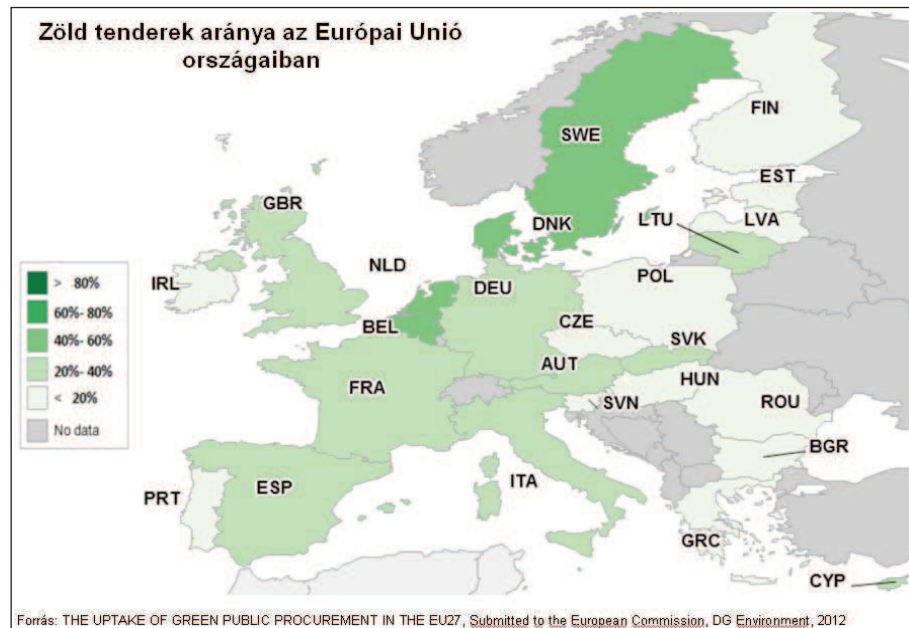 Zöld tenderek aránya az Európai Unió
országaiban
FIN
SWE
EST
GBR
DNK
LTU
LVA
NLD
IRL
POL
DEU
BEL
CZE
SVK
AUT
FRA
HUN
SVN
ROU
BGR
ESP
ITA
PRT
GRC
CYP
> 80%
60%- 80%
40%- 60%
20%- 40%
< 20%
No data
Forrás: THE UPTAKE OF GREEN PUBLIC PROCUREMENT IN THE EU27, Submitted to the European Commission, DG Environment, 2012